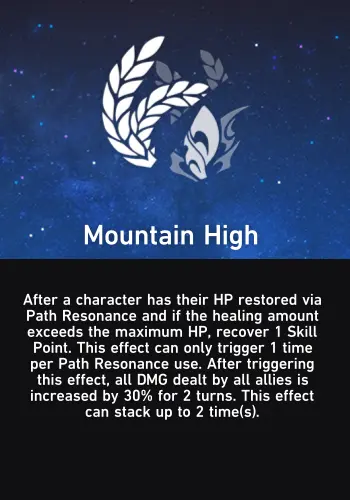 Mountain High
After a character has their HP restored via
Path Resonance and if the healing amount
exceeds the maximum HP, recover 1 Skill
Point. This effect can only trigger 1 time
per Path Resonance use. After triggering
this effect, all DMG dealt by all allies is
increased by 30% for 2 turns. This effect
can stack up to 2 time(s).